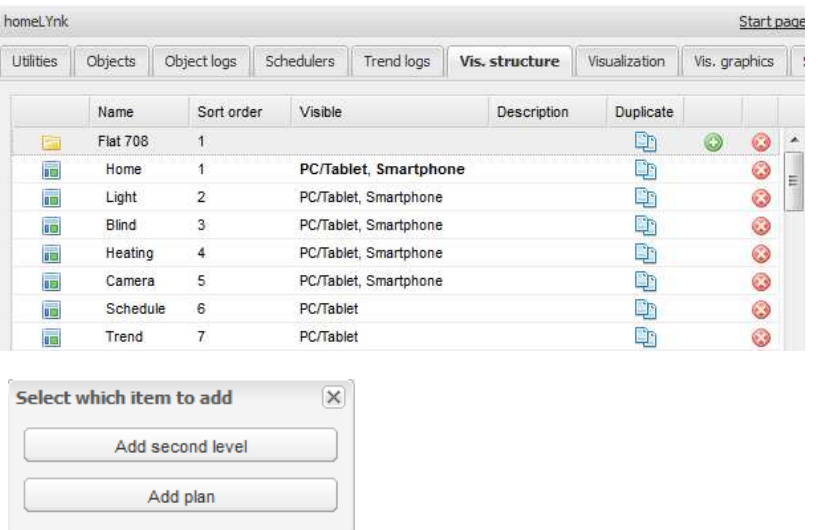 homeLYnk Start page
Utilities Objects Object logs Schedulers Trend logs Vis. structure Visualization Vis. graphics
Name Sort order Visible Description Duplicate
Flat 708 1
Home 1 PC/Tablet, Smartphone
Light 2 PC/Tablet, Smartphone
Blind 3 PC/Tablet, Smartphone
Heating 4 PC/Tablet, Smartphone
Camera 5 PC/Tablet, Smartphone
Schedule 6 PC/Tablet
Trend 7 PC/Tablet
Select which item to add
Add second level
Add plan